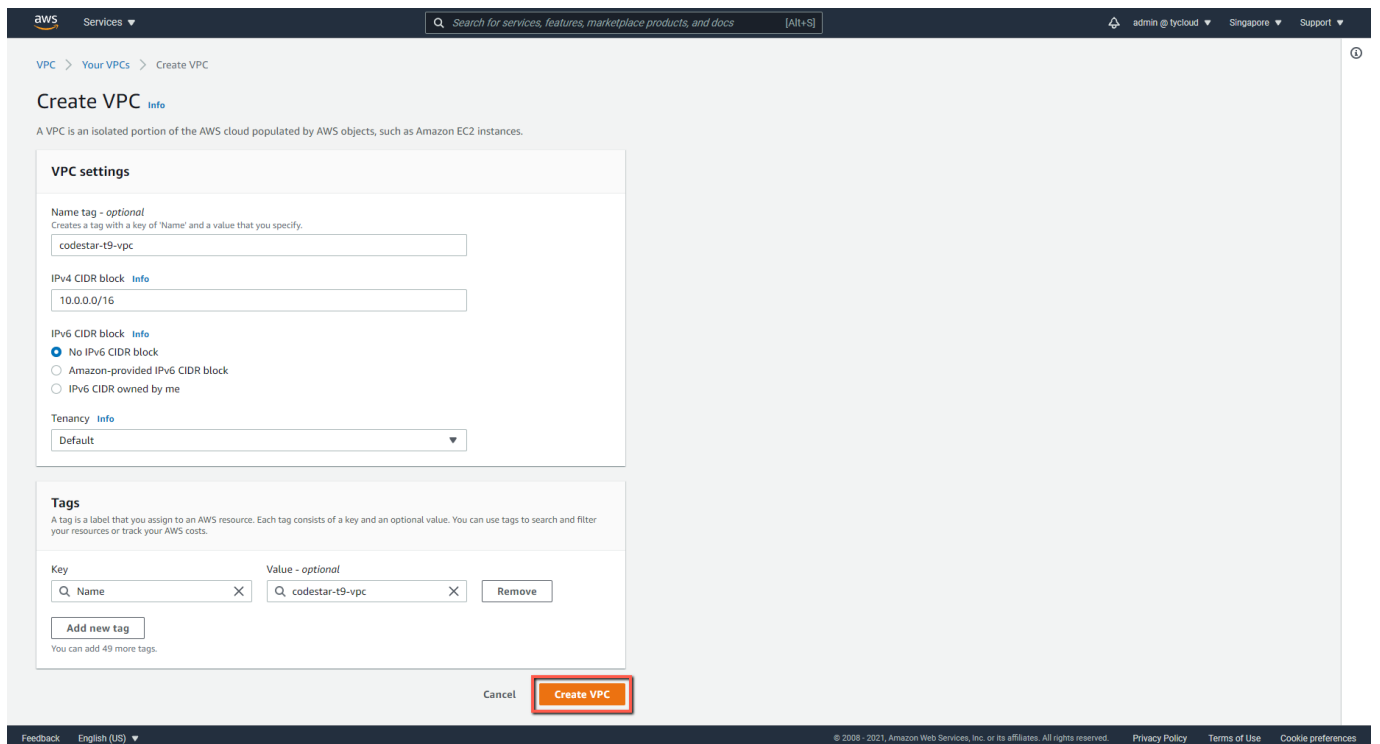 aws Services Search for services, features, marketplace products, and docs [Alt+S] admin @ tycloud Singapore Support
VPC > Your VPCs > Create VPC
Create VPC Info
A VPC is an isolated portion of the AWS cloud populated by AWS objects, such as Amazon EC2 instances.
VPC settings
Name tag - optional
Creates a tag with a key of 'Name' and a value that you specify.
codestar-t9-vpc
IPv4 CIDR block Info
10.0.0.0/16
IPv6 CIDR block Info
No IPv6 CIDR block
Amazon-provided IPv6 CIDR block
IPv6 CIDR owned by me
Tenancy Info
Default
Tags
A tag is a label that you assign to an AWS resource. Each tag consists of a key and an optional value. You can use tags to search and filter
your resources or track your AWS costs.
Key Value - optional
Name codestar-t9-vpc Remove
Add new tag
You can add 49 more tags.
Cancel Create VPC
Feedback English (US) © 2008 - 2021, Amazon Web Services, Inc. or its affiliates. All rights reserved. Privacy Policy Terms of Use Cookie preferences